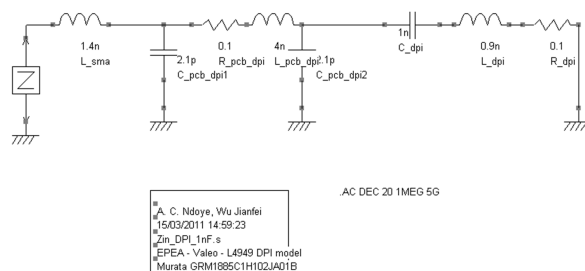 1.4n
L_sma
2.1p
C_pcb_dpi1
0.1
R_pcb_dpi
4n
L_pcb_dpi
2.1p
C_pcb_dpi2
1n
C_dpi
0.9n
L_dpi
0.1
R_dpi
Z
.AC DEC 20 1MEG 5G
A. C. Ndoye, Wu Jianfei
15/03/2011 14:59:23
Zin_DPI_1nF.s
EPEA - Valeo - L4949 DPI model
Murata GRM1885C1H102JA01B